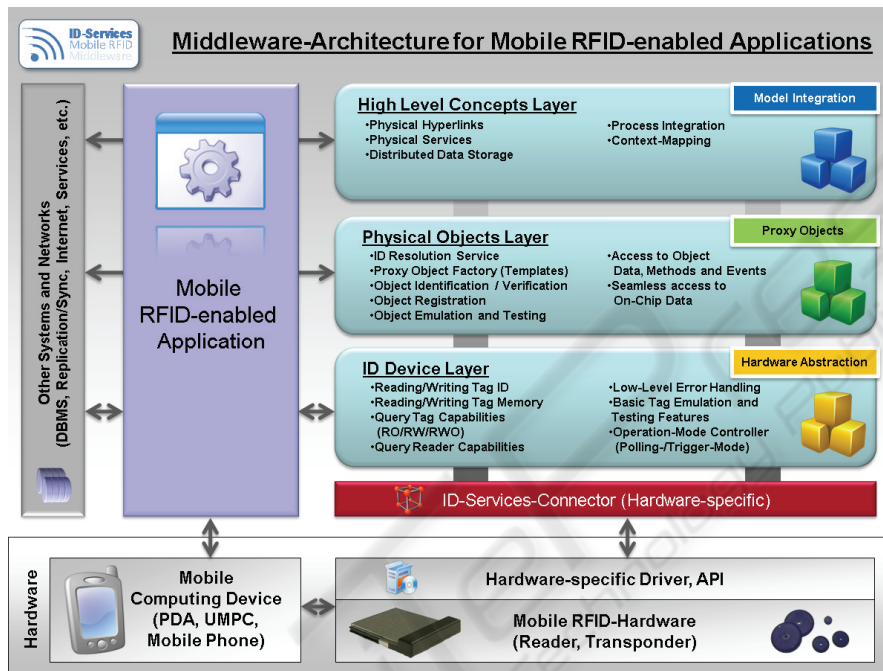 ID-Services
Mobile RFID
Middleware
Middleware-Architecture for Mobile RFID-enabled Applications
Other Systems and Networks
(DBMS, Replication/Sync, Internet, Services, etc.)
Mobile
RFID-enabled
Application
High Level Concepts Layer
•Physical Hyperlinks
•Physical Services
•Distributed Data Storage
•Process Integration
•Context-Mapping
Model Integration
Physical Objects Layer
•ID Resolution Service
•Proxy Object Factory (Templates)
•Object Identification / Verification
•Object Registration
•Object Emulation and Testing
•Access to Object
Data, Methods and Events
•Seamless access to
On-Chip Data
Proxy Objects
ID Device Layer
•Reading/Writing Tag ID
•Reading/Writing Tag Memory
•Query Tag Capabilities
(RO/RW/RWO)
•Query Reader Capabilities
•Low-Level Error Handling
•Basic Tag Emulation and
Testing Features
•Operation-Mode Controller
(Polling-/Trigger-Mode)
Hardware Abstraction
ID-Services-Connector (Hardware-specific)
Hardware
Mobile
Computing Device
(PDA, UMPC,
Mobile Phone)
Hardware-specific Driver, API
Mobile RFID-Hardware
(Reader, Transponder)